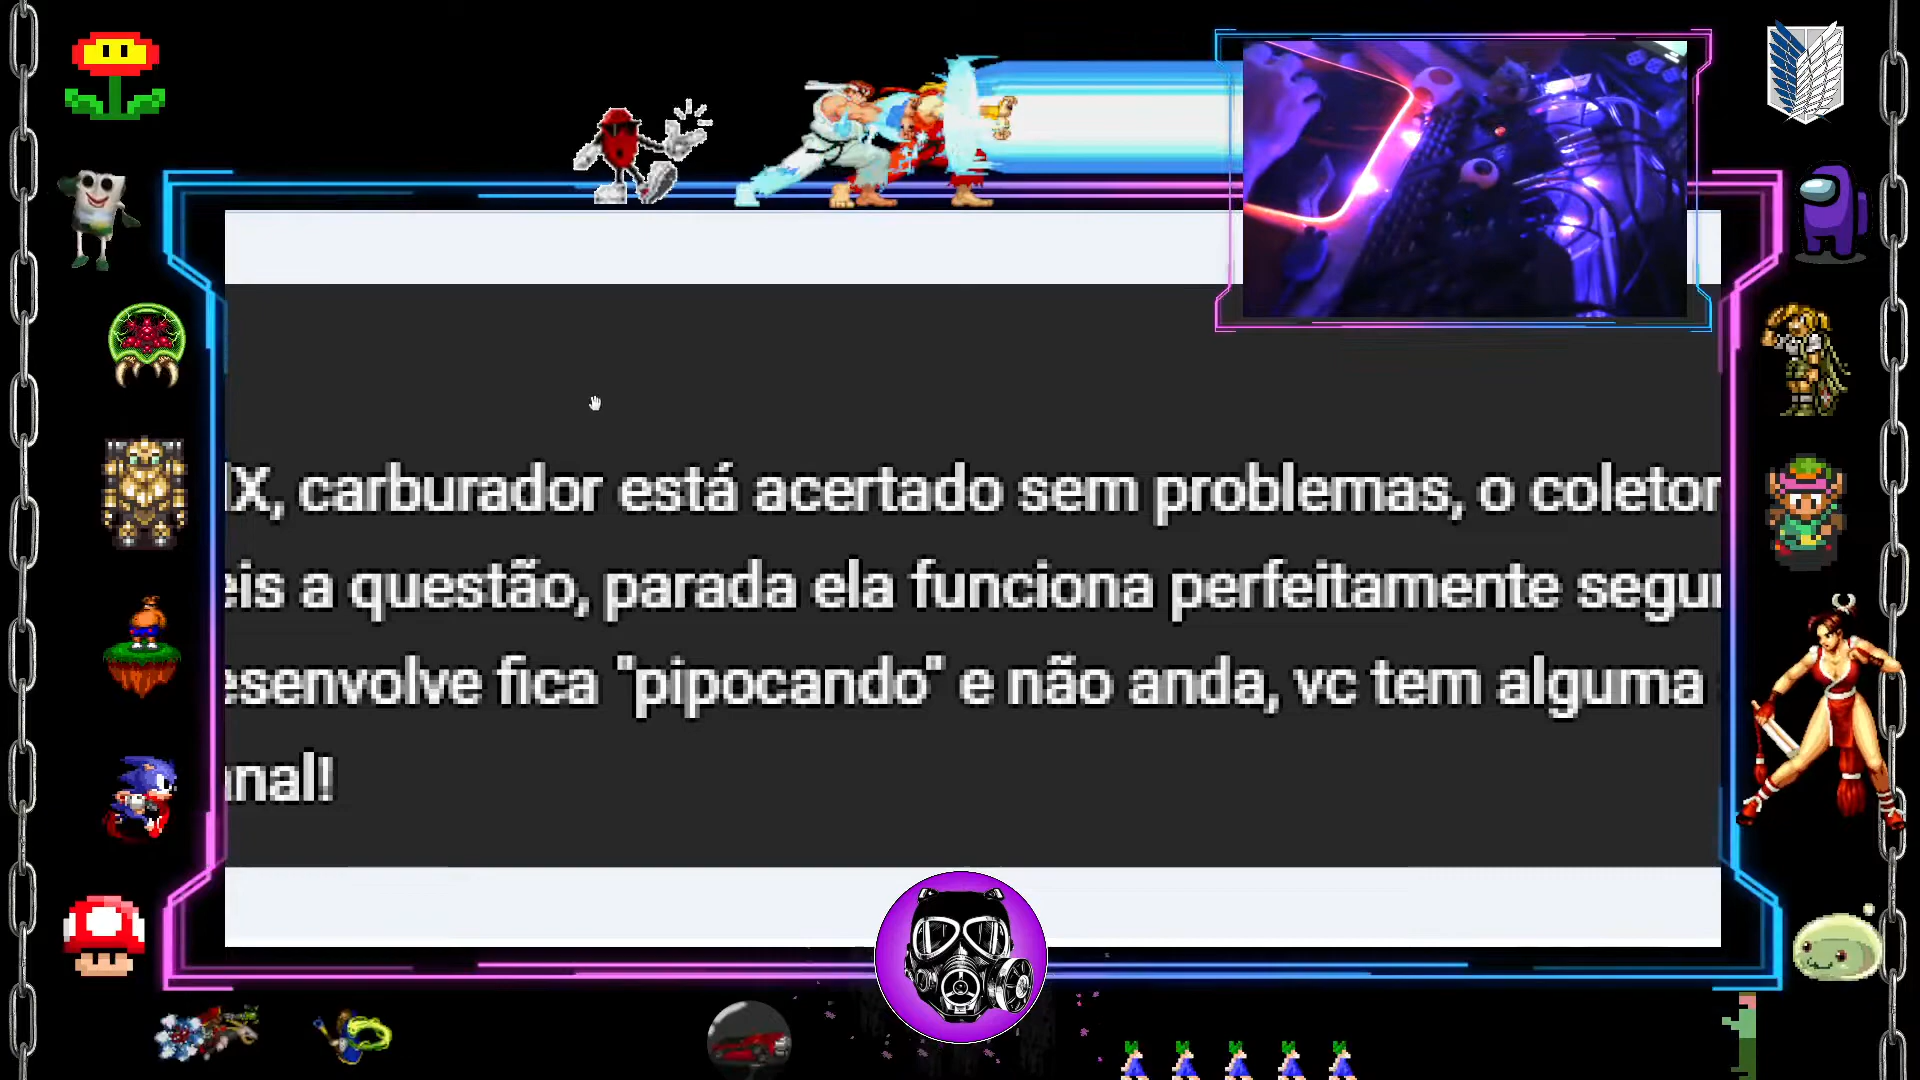 X, carburador está acertado sem problemas, o coletor
eis a questão, parada ela funciona perfeitamente segu
esenvolve fica "pipocando" e não anda, vc tem alguma
anal!